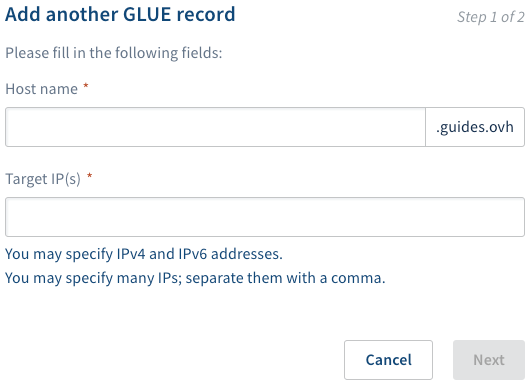 Add another GLUE record
Step 1 of 2
Please fill in the following fields:
Host name *
.guides.ovh
Target IP(s) *
You may specify IPv4 and IPv6 addresses.
You may specify many IPs; separate them with a comma.
Cancel
Next